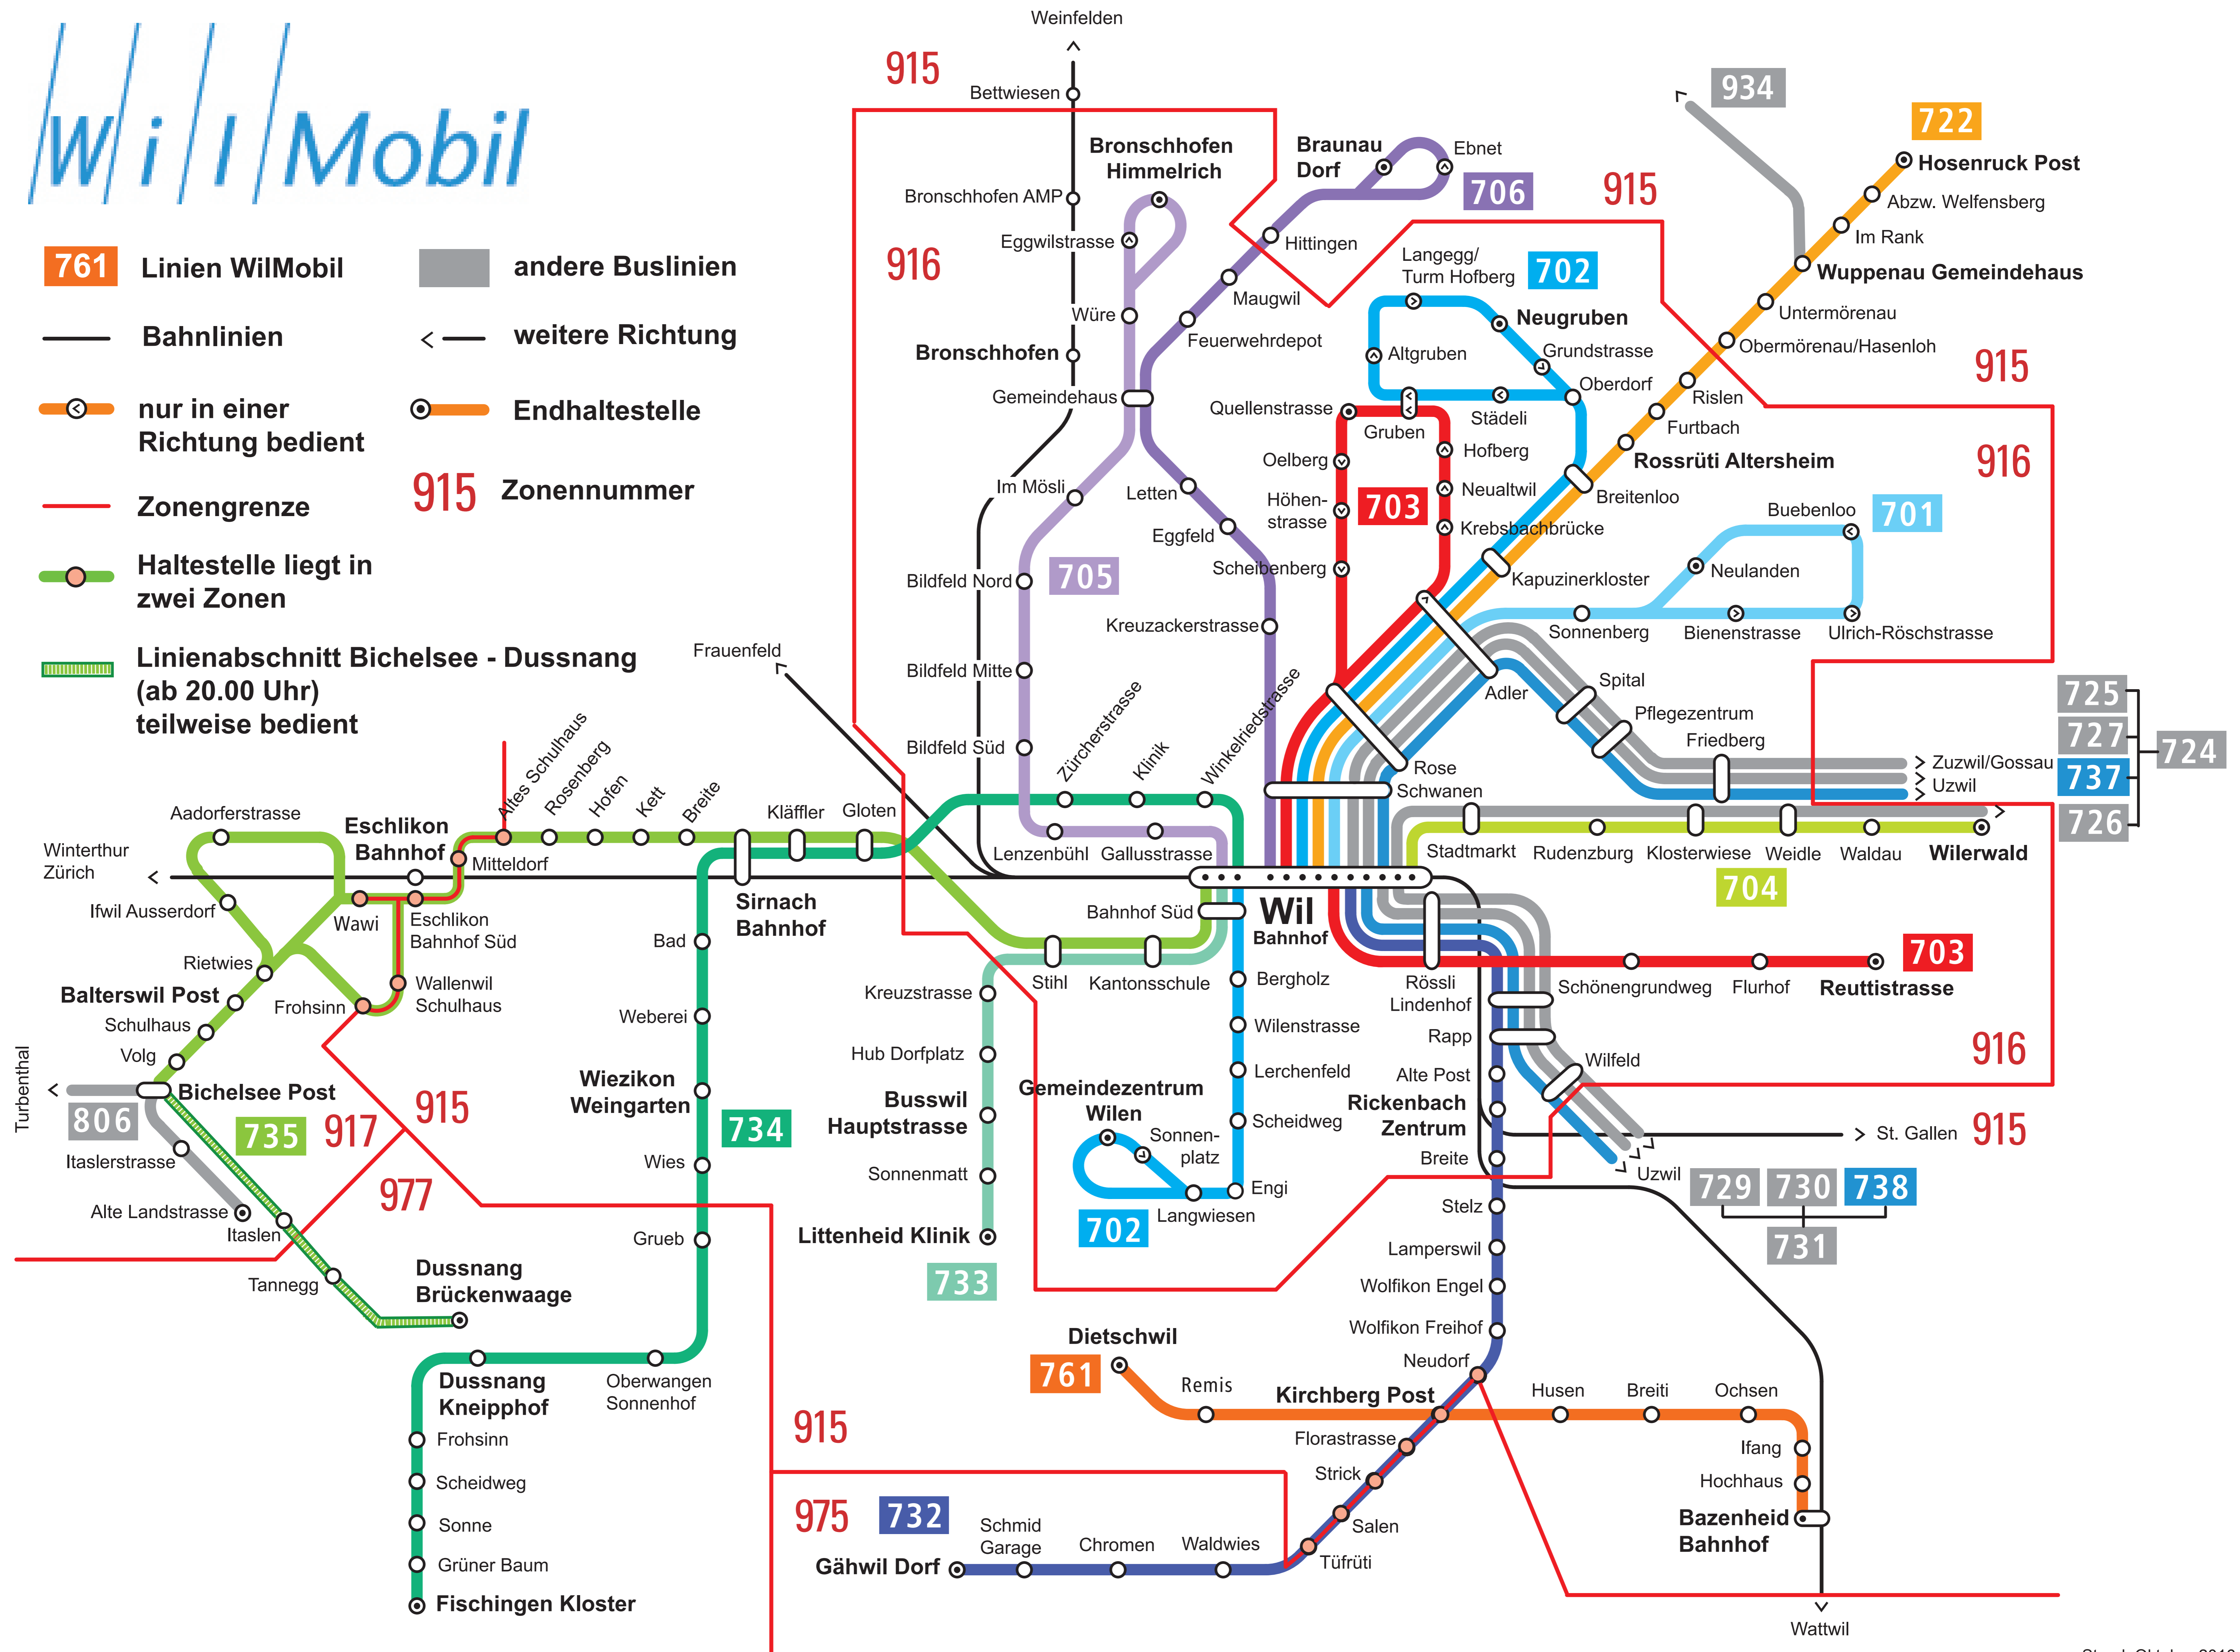 Wil Mobil
761 Linien WilMobil
andere Buslinien
Bahnlinien
weitere Richtung
nur in einer
Richtung bedient
Endhaltestelle
Zonengrenze
915 Zonennummer
Haltestelle liegt in
zwei Zonen
Linienabschnitt Bichelsee - Dussnang
(ab 20.00 Uhr)
teilweise bedient
Weinfelden
915
Bettwiesen
Bronschhofen
Himmelrich
Bronschhofen AMP
Eggwilstrasse
916
Würe
Bronschhofen
Gemeindehaus
Im Mösli
Bildfeld Nord
705
Bildfeld Mitte
Bildfeld Süd
Lenzenbühl
Gallusstrasse
Frauenfeld
Braunau
Dorf
Ebnet
706
Hittingen
Maugwil
Feuerwehrdepot
Letten
Eggfeld
Kreuzackerstrasse
915
Langegg/
Turm Hofberg
702
Neugruben
Altgruben
Grundstrasse
Oberdorf
Städeli
Quellenstrasse
Gruben
Oelberg
Hofberg
Höhen-
strasse
703
Neualtwil
Krebsbachbrücke
Scheibenberg
934
722
Hosenruck Post
Abzw. Welfensberg
Im Rank
Wuppenau Gemeindehaus
Untermörenau
Obermörenau/Hasenloh
915
Rislen
Furtbach
Rossrüti Altersheim
916
Breitenloo
Kapuzinerkloster
Buebenloo
701
Neulanden
Sonnenberg
Bienenstrasse
Ulrich-Röschstrasse
Adler
Spital
Pflegezentrum
Friedberg
Rose
Schwanen
Zuzwil/Gossau
Uzwil
725
727
724
737
726
Stadtmarkt
Rudenzburg
Klosterwiese
Weidle
Waldau
Wilerwald
704
Zürcherstrasse
Klinik
Winkelriedstrasse
Altes Schulhaus
Rosenberg
Hofen
Kett
Breite
Kläffler
Gloten
Aadorferstrasse
Eschlikon
Bahnhof
Mitteldorf
Winterthur
Zürich
Ifwil Ausserdorf
Wawi
Eschlikon
Bahnhof Süd
Sirnach
Bahnhof
Rietwies
Balterswil Post
Schulhaus
Volg
Frohsinn
Wallenwil
Schulhaus
Turbenthal
Bichelsee Post
806
735
917
915
977
Itaslerstrasse
Alte Landstrasse
Itaslen
Tannegg
Dussnang
Brückenwaage
Bad
Weberei
Wiezikon
Weingarten
734
Wies
Grueb
Oberwangen
Sonnenhof
Dussnang
Kneipphof
Frohsinn
Scheidweg
Sonne
Grüner Baum
Fischingen Kloster
Bahnhof Süd
Wil
Bahnhof
Stihl
Kantonsschule
Kreuzstrasse
Hub Dorfplatz
Busswil
Hauptstrasse
Sonnenmatt
Littenheid Klinik
733
Bergholz
Wilenstrasse
Lerchenfeld
Scheidweg
Engi
Gemeindezentrum
Wilen
Sonnen-
platz
Langwiesen
702
Rössli
Lindenhof
Schönengrundweg
Flurhof
Reuttistrasse
703
Rapp
Wilfeld
916
Alte Post
Rickenbach
Zentrum
Breite
St. Gallen
915
Uzwil
729
730
738
731
Stelz
Lamperswil
Wolfikon Engel
Wolfikon Freihof
Neudorf
Dietschwil
761
Remis
Kirchberg Post
Husen
Breiti
Ochsen
Florastrasse
Ifang
Strick
Hochhaus
Salen
Bazenheid
Bahnhof
Tüfrüti
915
975
732
Schmid
Garage
Chromen
Waldwies
Gähwil Dorf
Wattwil